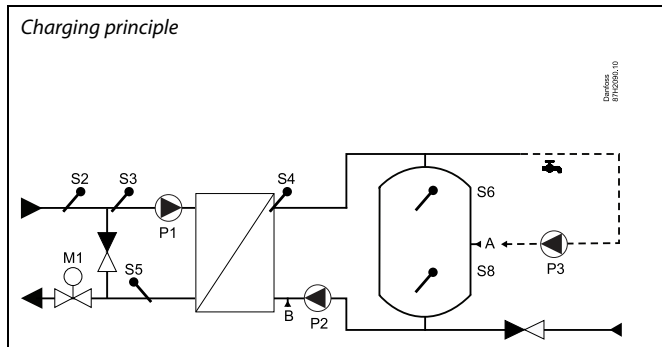 Charging principle
Danfoss
87H2090.10
S2
S3
S4
S6
P1
A
P3
M1
S5
S8
B
P2